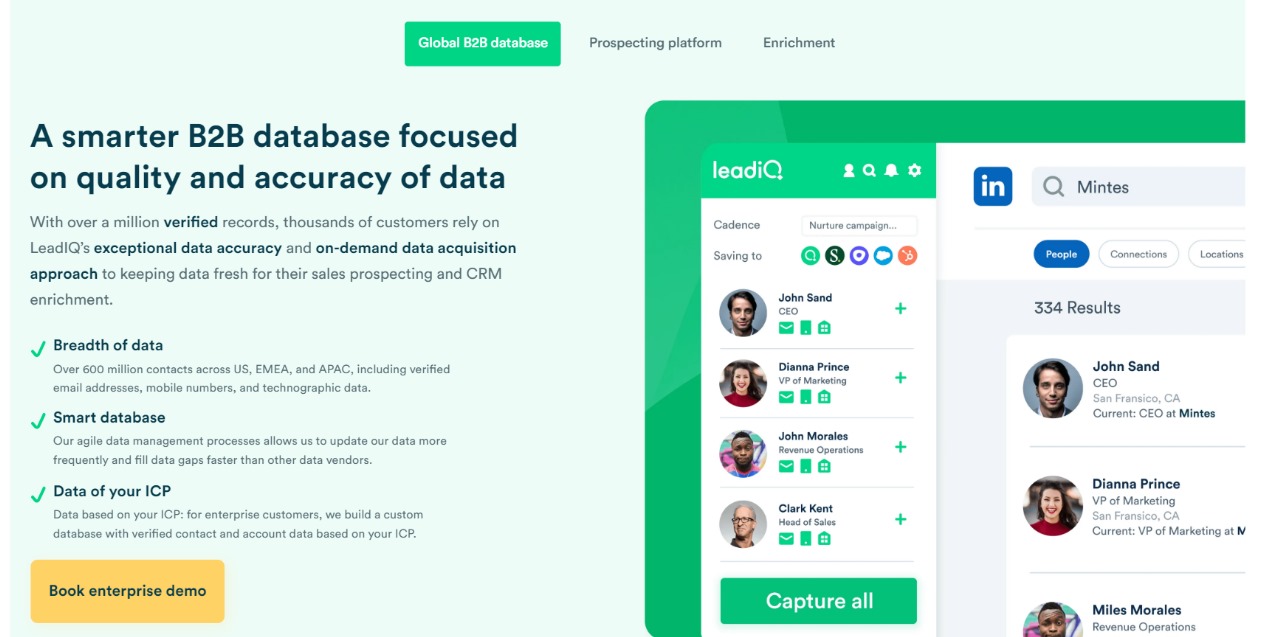 Global B2B database
Prospecting platform
Enrichment
A smarter B2B database focused
on quality and accuracy of data
With over a million verified records, thousands of customers rely on
LeadIQ's exceptional data accuracy and on-demand data acquisition
approach to keeping data fresh for their sales prospecting and CRM
enrichment.
Breadth of data
Over 600 million contacts across US, EMEA, and APAC, including verified
email addresses, mobile numbers, and technographic data.
Smart database
Our agile data management processes allows us to update our data more
frequently and fill data gaps faster than other data vendors.
Data of your ICP
Data based on your ICP: for enterprise customers, we build a custom
database with verified contact and account data based on your ICP.
Book enterprise demo
leadIQ
Cadence
Nurture campaign...
Saving to
S.
John Sand
CEO
Dianna Prince
VP of Marketing
John Morales
Revenue Operations
Clark Kent
Head of Sales
Capture all
in
Mintes
People
Connections
Locations
334 Results
John Sand
CEO
San Fransico, CA
Current: CEO at Mintes
Dianna Prince
VP of Marketing
San Fransico, CA
Current: VP of Marketing at M
Miles Morales
Revenue Operations